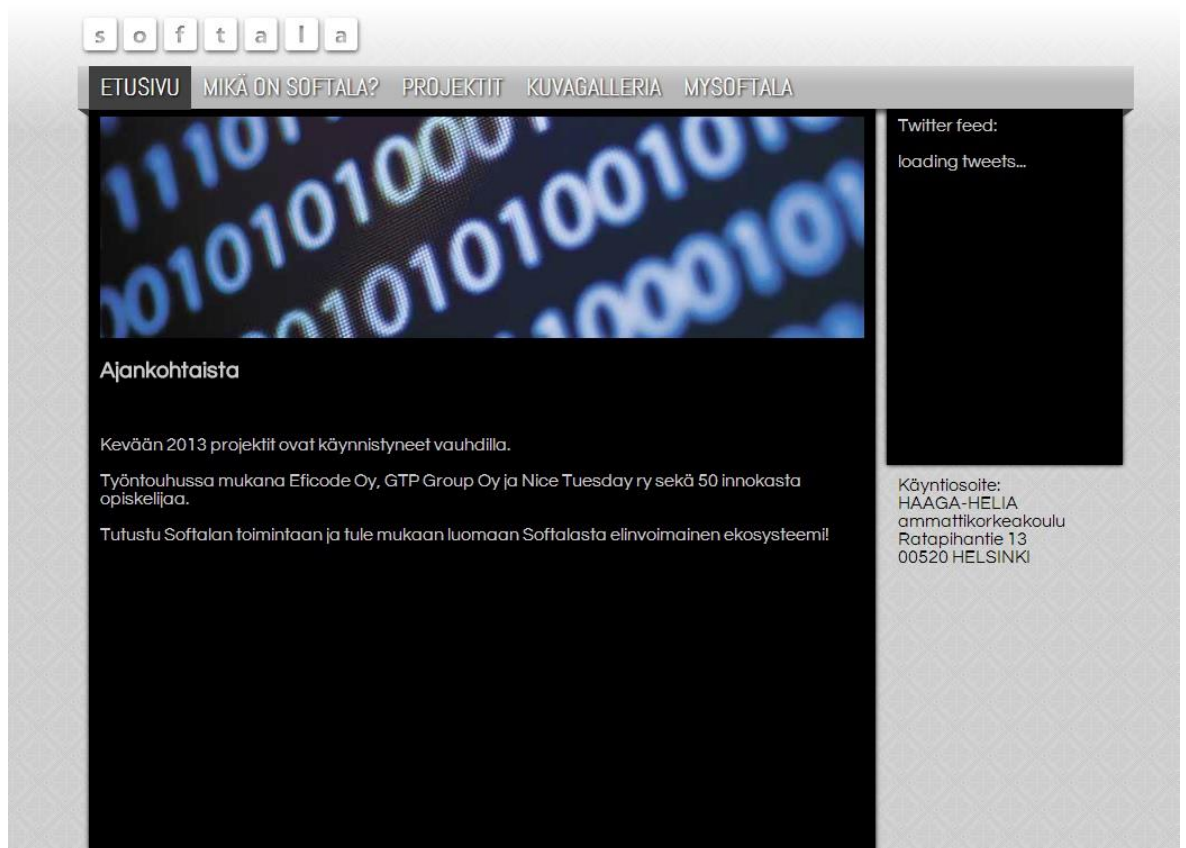 softala
ETUSIVU MIKÄ ON SOFTALA? PROJEKTIT KUVAGALLERIA MYSOFTALA
Ajankohtaista
Kevään 2013 projektit ovat käynnistyneet vauhdilla.
Työntouhussa mukana Eficode Oy, GTP Group Oy ja Nice Tuesday ry sekä 50 innokasta
opiskelijaa.
Tutustu Softalan toimintaan ja tule mukaan luomaan Softalasta elinvoimainen ekosysteemi!
Twitter feed:
loading tweets...
Käyntiosoite:
HAAGA-HELIA
ammattikorkeakoulu
Ratapihantie 13
00520 HELSINKI